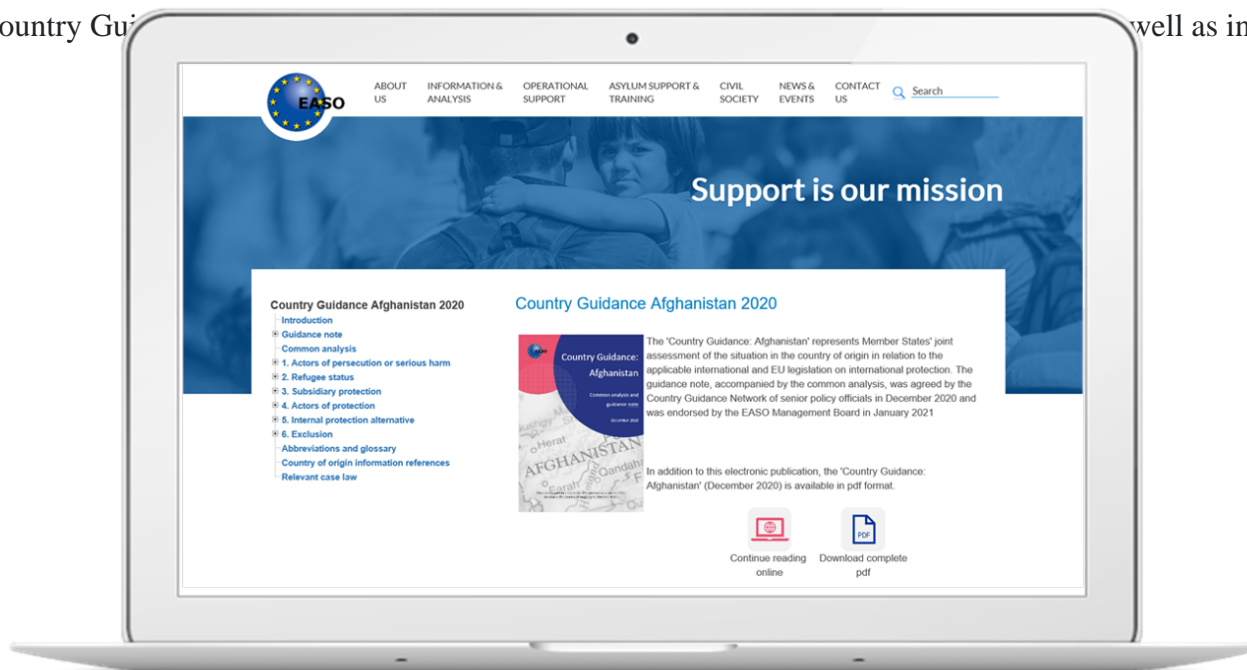 ountry Gui
well as in
EASO
ABOUT US
INFORMATION & ANALYSIS
OPERATIONAL SUPPORT
ASYLUM SUPPORT & TRAINING
CIVIL SOCIETY
NEWS & EVENTS
CONTACT US
Search
Support is our mission
Country Guidance Afghanistan 2020
Introduction
Guidance note
Common analysis
1. Actors of persecution or serious harm
2. Refugee status
3. Subsidiary protection
4. Actors of protection
5. Internal protection alternative
6. Exclusion
Abbreviations and glossary
Country of origin information references
Relevant case law
Country Guidance Afghanistan 2020
Country Guidance:
Afghanistan
Common analysis and
guidance note
December 2020
Herat
AFGHANISTAN
Qandah
Farah
The 'Country Guidance: Afghanistan' represents Member States' joint
assessment of the situation in the country of origin in relation to the
applicable international and EU legislation on international protection. The
guidance note, accompanied by the common analysis, was agreed by the
Country Guidance Network of senior policy officials in December 2020 and
was endorsed by the EASO Management Board in January 2021
In addition to this electronic publication, the 'Country Guidance:
Afghanistan' (December 2020) is available in pdf format.
PDF
Continue reading
online
Download complete
pdf